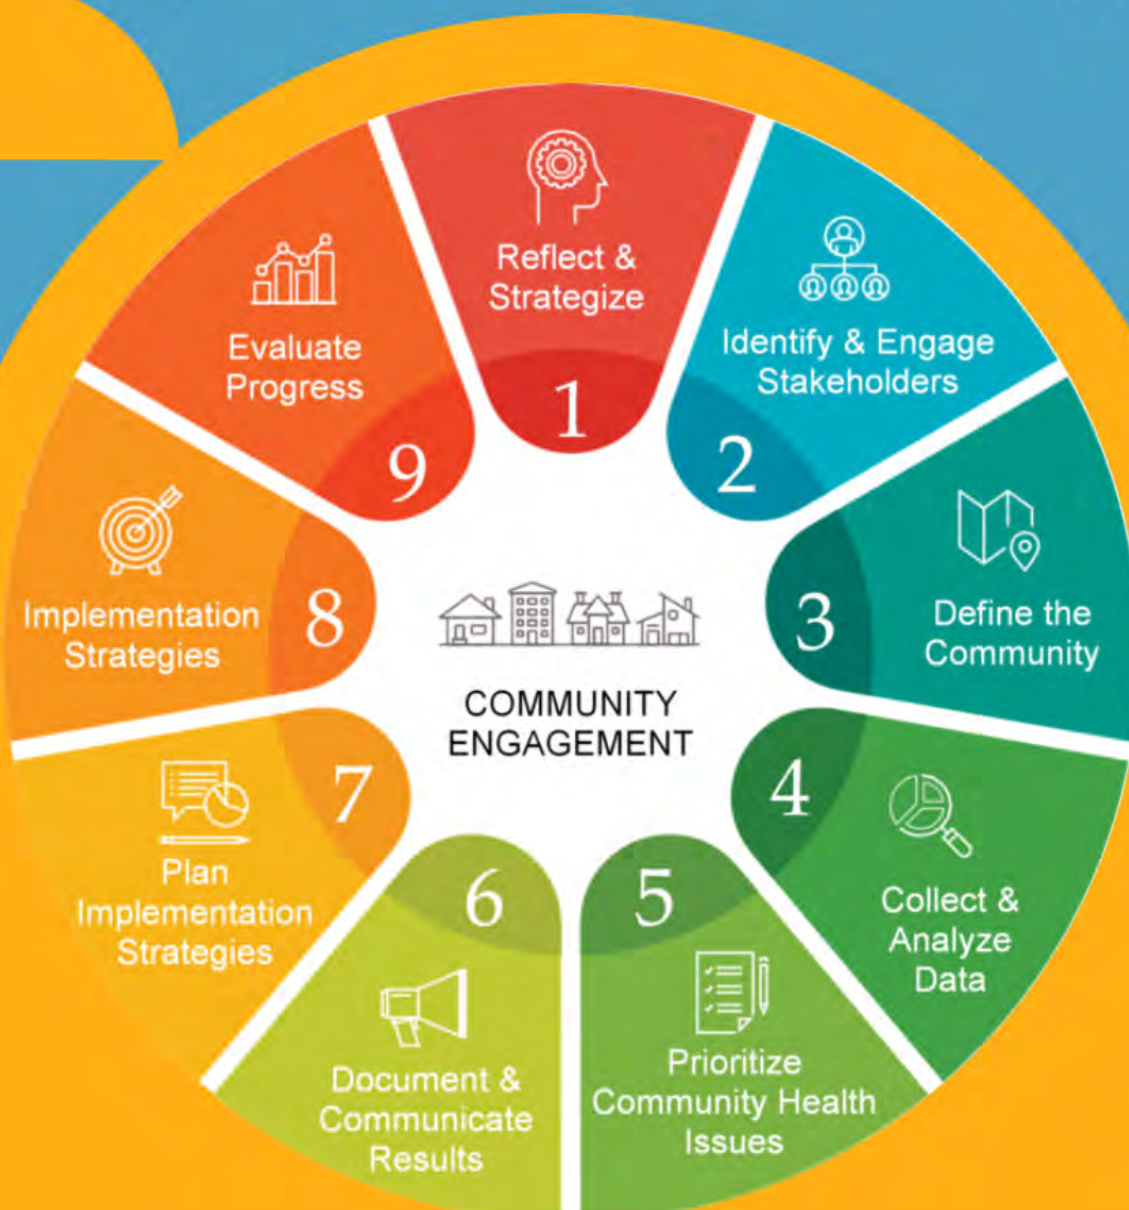 Reflect &
Strategize
1
Identify & Engage
Stakeholders
2
Define the
Community
3
Collect &
Analyze
Data
4
Prioritize
Community Health
Issues
5
Document &
Communicate
Results
6
Plan
Implementation
Strategies
7
Implementation
Strategies
8
Evaluate
Progress
9
COMMUNITY
ENGAGEMENT